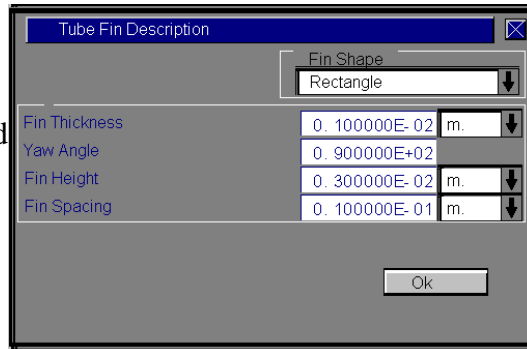 Tube Fin Description
Fin Shape
Rectangle
d
Fin Thickness 0. 100000E- 02 m.
Yaw Angle 0. 900000E+02
Fin Height 0. 300000E- 02 m.
Fin Spacing 0. 100000E- 01 m.
Ok